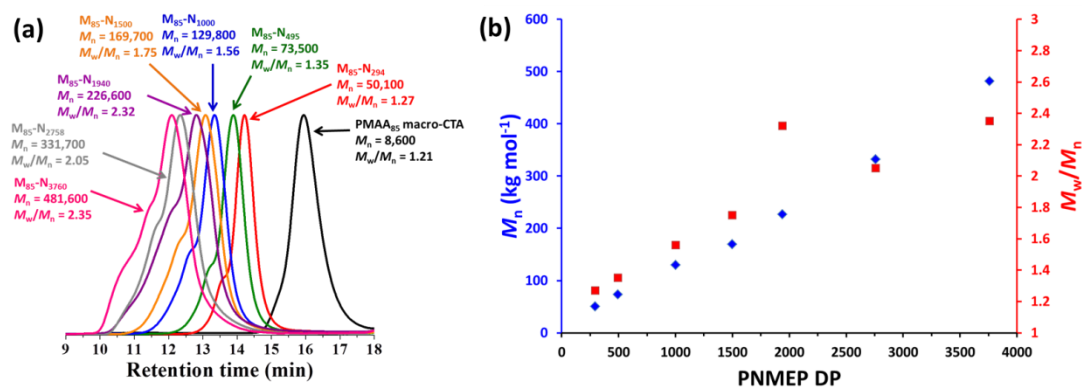 (a)
M85-N1500
Mn = 169,700
Mw/Mn = 1.75
M85-N1000
Mn = 129,800
Mw/Mn = 1.56
M85-N495
Mn = 73,500
Mw/Mn = 1.35
M85-N1940
Mn = 226,600
Mw/Mn = 2.32
M85-N294
Mn = 50,100
Mw/Mn = 1.27
M85-N2758
Mn = 331,700
Mw/Mn = 2.05
PMAA85 macro-CTA
Mn = 8,600
Mw/Mn = 1.21
M85-N3760
Mn = 481,600
Mw/Mn = 2.35
9 10 11 12 13 14 15 16 17 18
Retention time (min)
(b)
600
500
400
300
200
100
0
Mn (kg mol-1)
3
2.8
2.6
2.4
2.2
2
1.8
1.6
1.4
1.2
1
Mw/Mn
0 500 1000 1500 2000 2500 3000 3500 4000
PNMEP DP